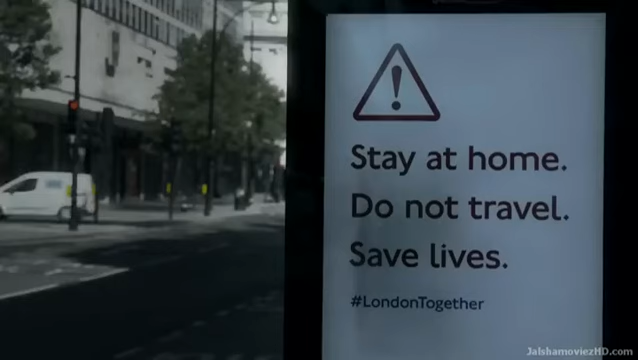 Stay at home.
Do not travel.
Save lives.
#LondonTogether
JalshamoviezHD.com